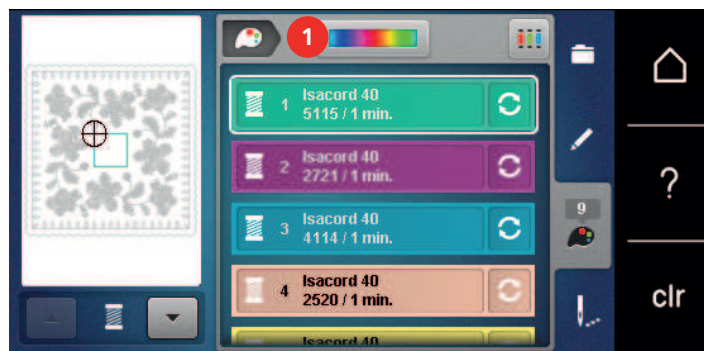 1
1 Isacord 40
5115 / 1 min.
2 Isacord 40
2721 / 1 min.
3 Isacord 40
4114 / 1 min.
4 Isacord 40
2520 / 1 min.
Isacord 40
9
?
clr